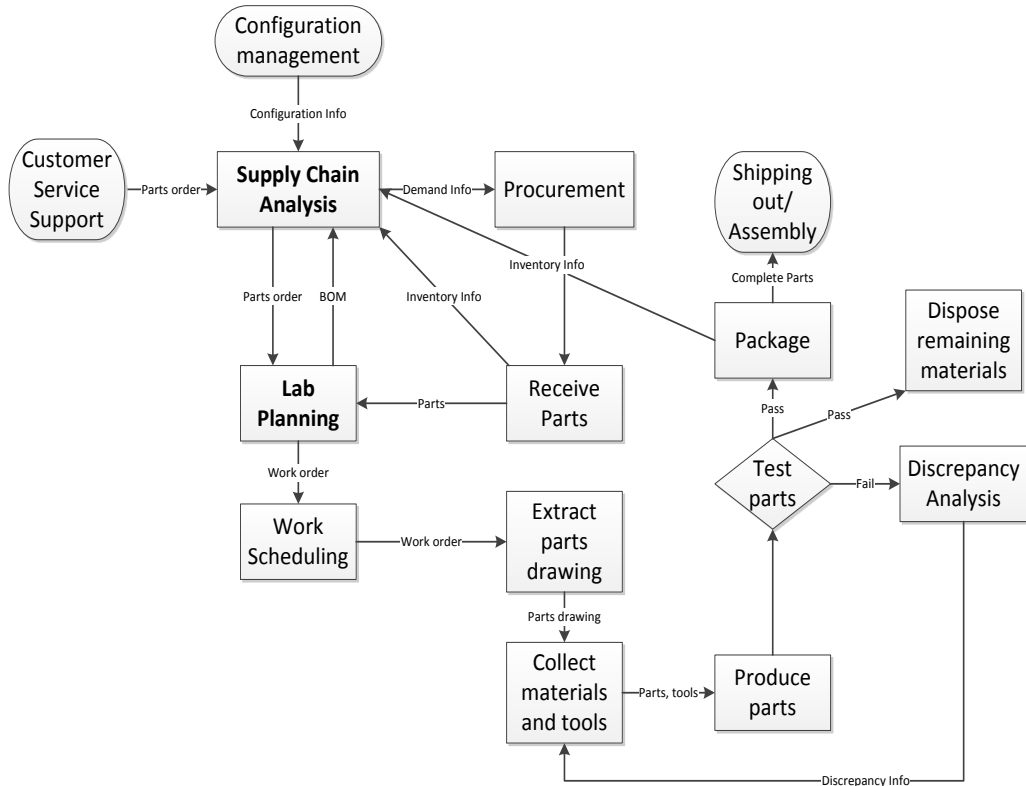 Configuration
management
Configuration Info
Customer
Service
Support
Parts order
Supply Chain
Analysis
Demand Info
Procurement
Shipping
out/
Assembly
Parts order
BOM
Inventory Info
Inventory Info
Complete Parts
Package
Dispose
remaining
materials
Lab
Planning
Parts
Receive
Parts
Pass
Pass
Work order
Test
parts
Fail
Discrepancy
Analysis
Work
Scheduling
Work order
Extract
parts
drawing
Parts drawing
Collect
materials
and tools
Parts, tools
Produce
parts
Discrepancy Info